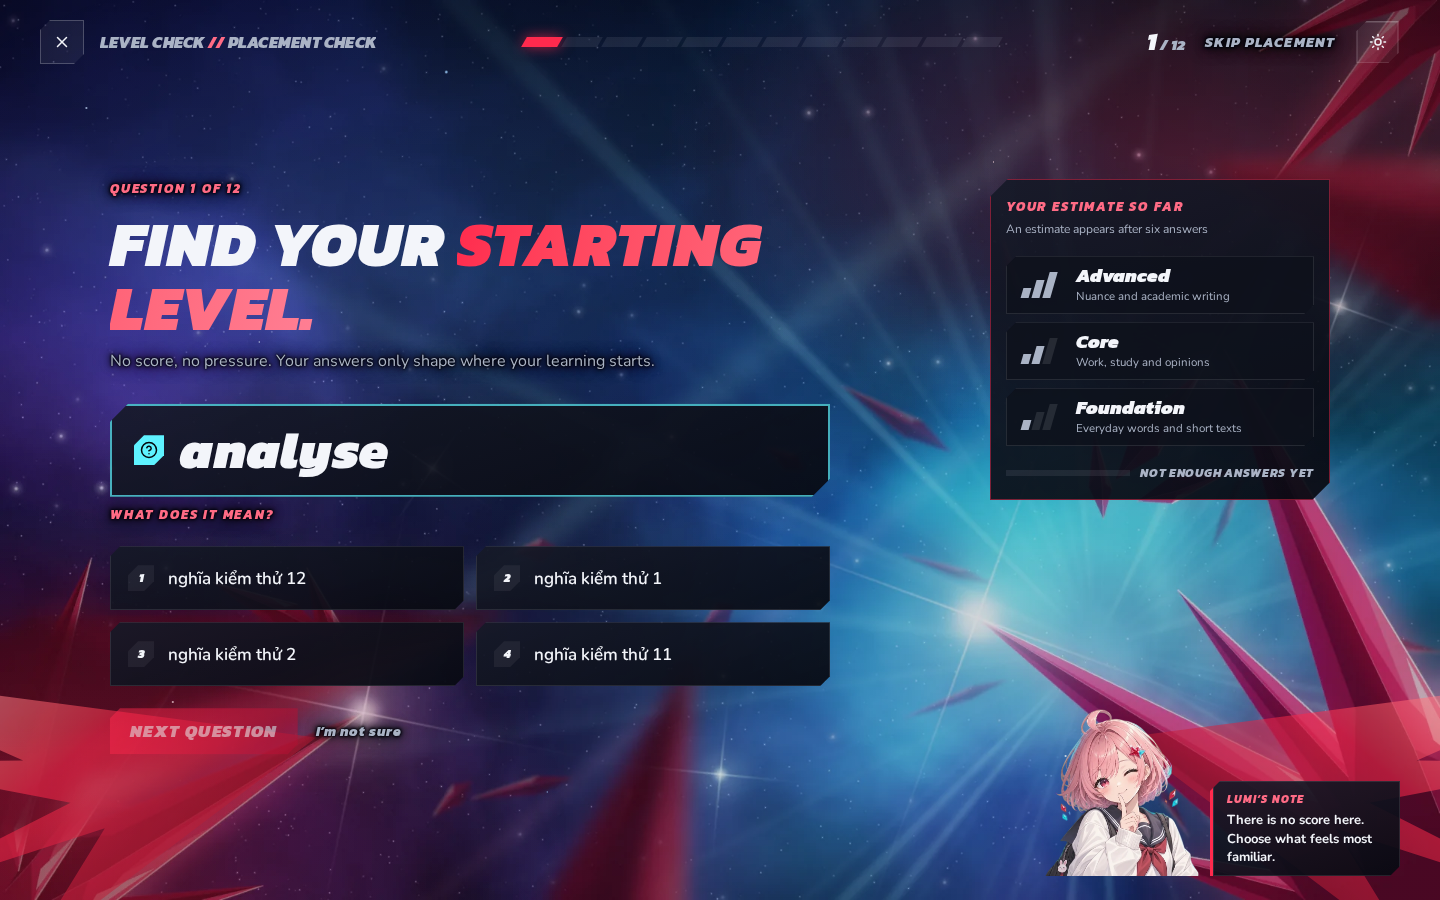 LEVEL CHECK // PLACEMENT CHECK
1 / 12
SKIP PLACEMENT
QUESTION 1 OF 12
FIND YOUR STARTING
LEVEL.
No score, no pressure. Your answers only shape where your learning starts.
analyse
WHAT DOES IT MEAN?
1 nghĩa kiểm thử 12
2 nghĩa kiểm thử 1
3 nghĩa kiểm thử 2
4 nghĩa kiểm thử 11
NEXT QUESTION
I'm not sure
YOUR ESTIMATE SO FAR
An estimate appears after six answers
Advanced
Nuance and academic writing
Core
Work, study and opinions
Foundation
Everyday words and short texts
NOT ENOUGH ANSWERS YET
LUMI'S NOTE
There is no score here.
Choose what feels most
familiar.